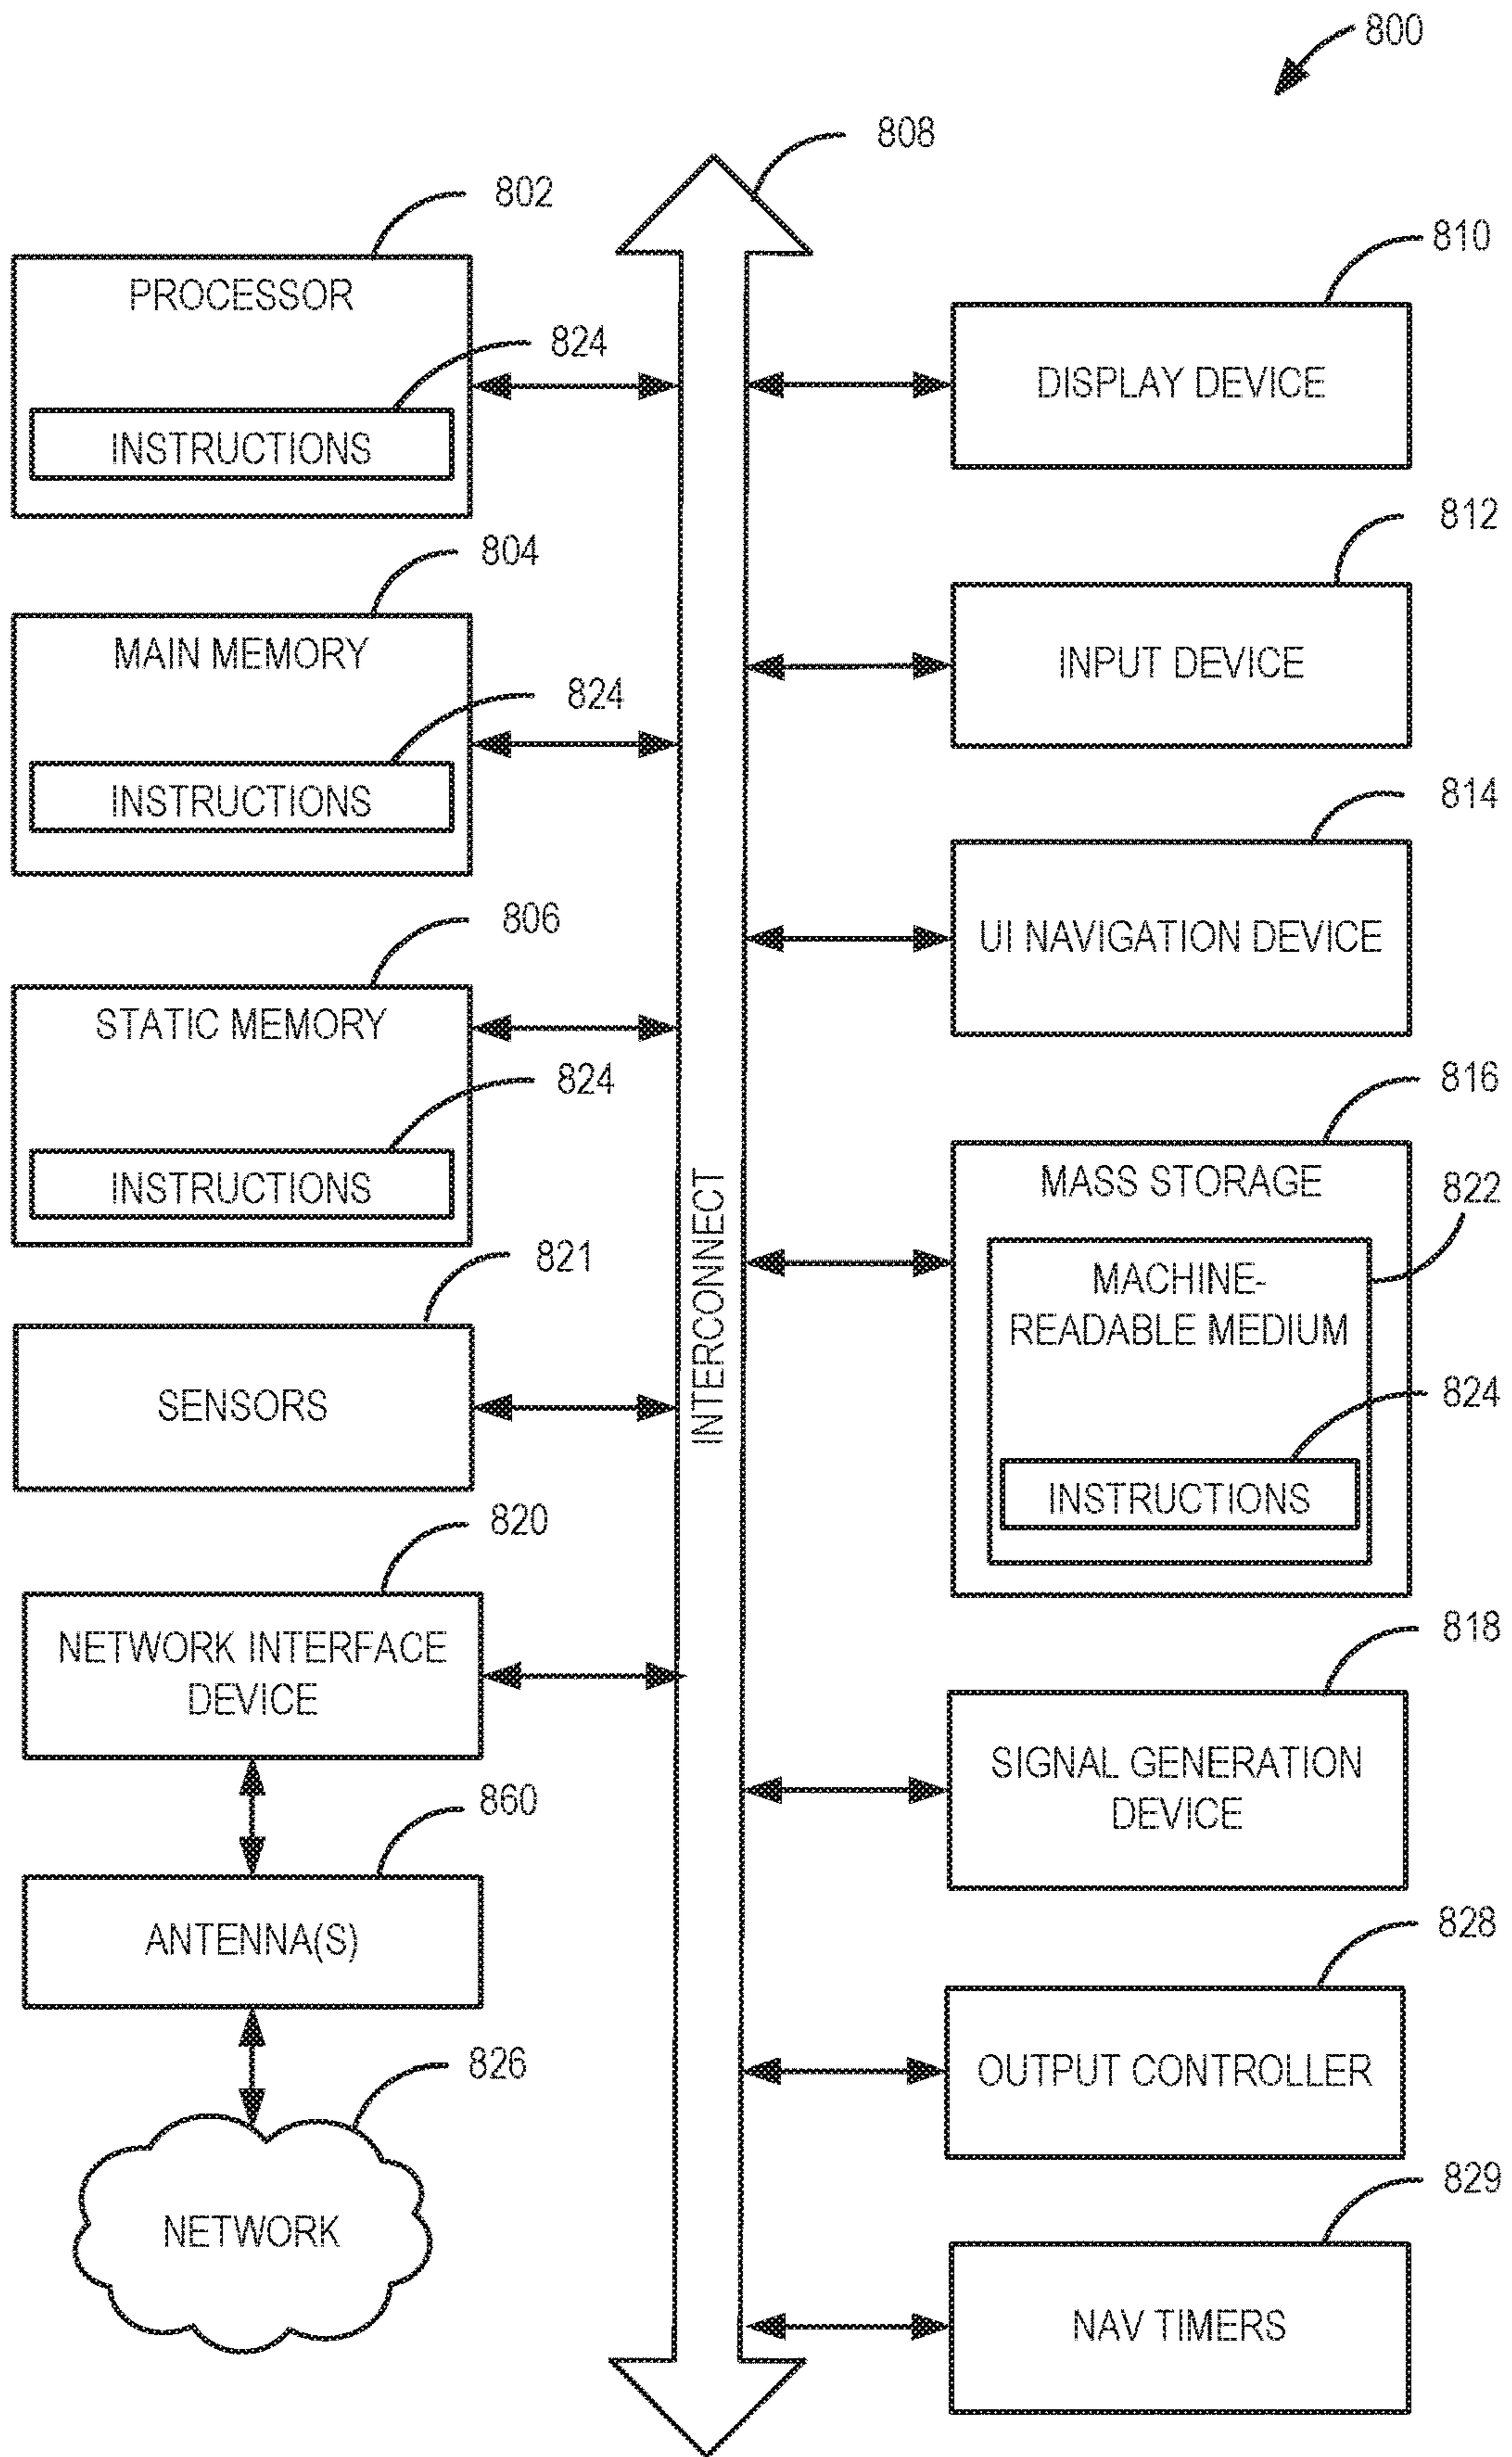 800
808
802
PROCESSOR
824
INSTRUCTIONS
804
MAIN MEMORY
824
INSTRUCTIONS
806
STATIC MEMORY
824
INSTRUCTIONS
821
SENSORS
820
NETWORK INTERFACE
DEVICE
860
ANTENNA(S)
826
NETWORK
INTERCONNECT
810
DISPLAY DEVICE
812
INPUT DEVICE
814
UI NAVIGATION DEVICE
816
MASS STORAGE
822
MACHINE-
READABLE MEDIUM
824
INSTRUCTIONS
818
SIGNAL GENERATION
DEVICE
828
OUTPUT CONTROLLER
829
NAV TIMERS